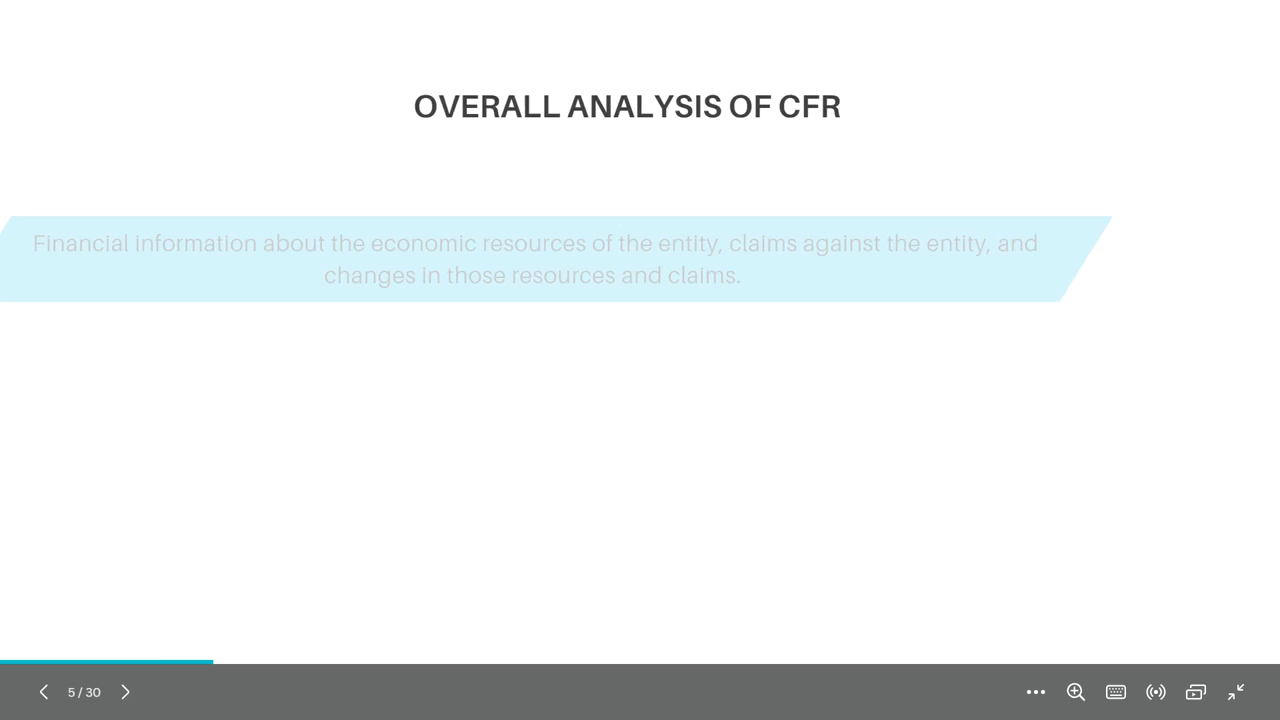 OVERALL ANALYSIS OF CFR
Financial information about the economic resources of the entity, claims against the entity, and
changes in those resources and claims.
5 / 30